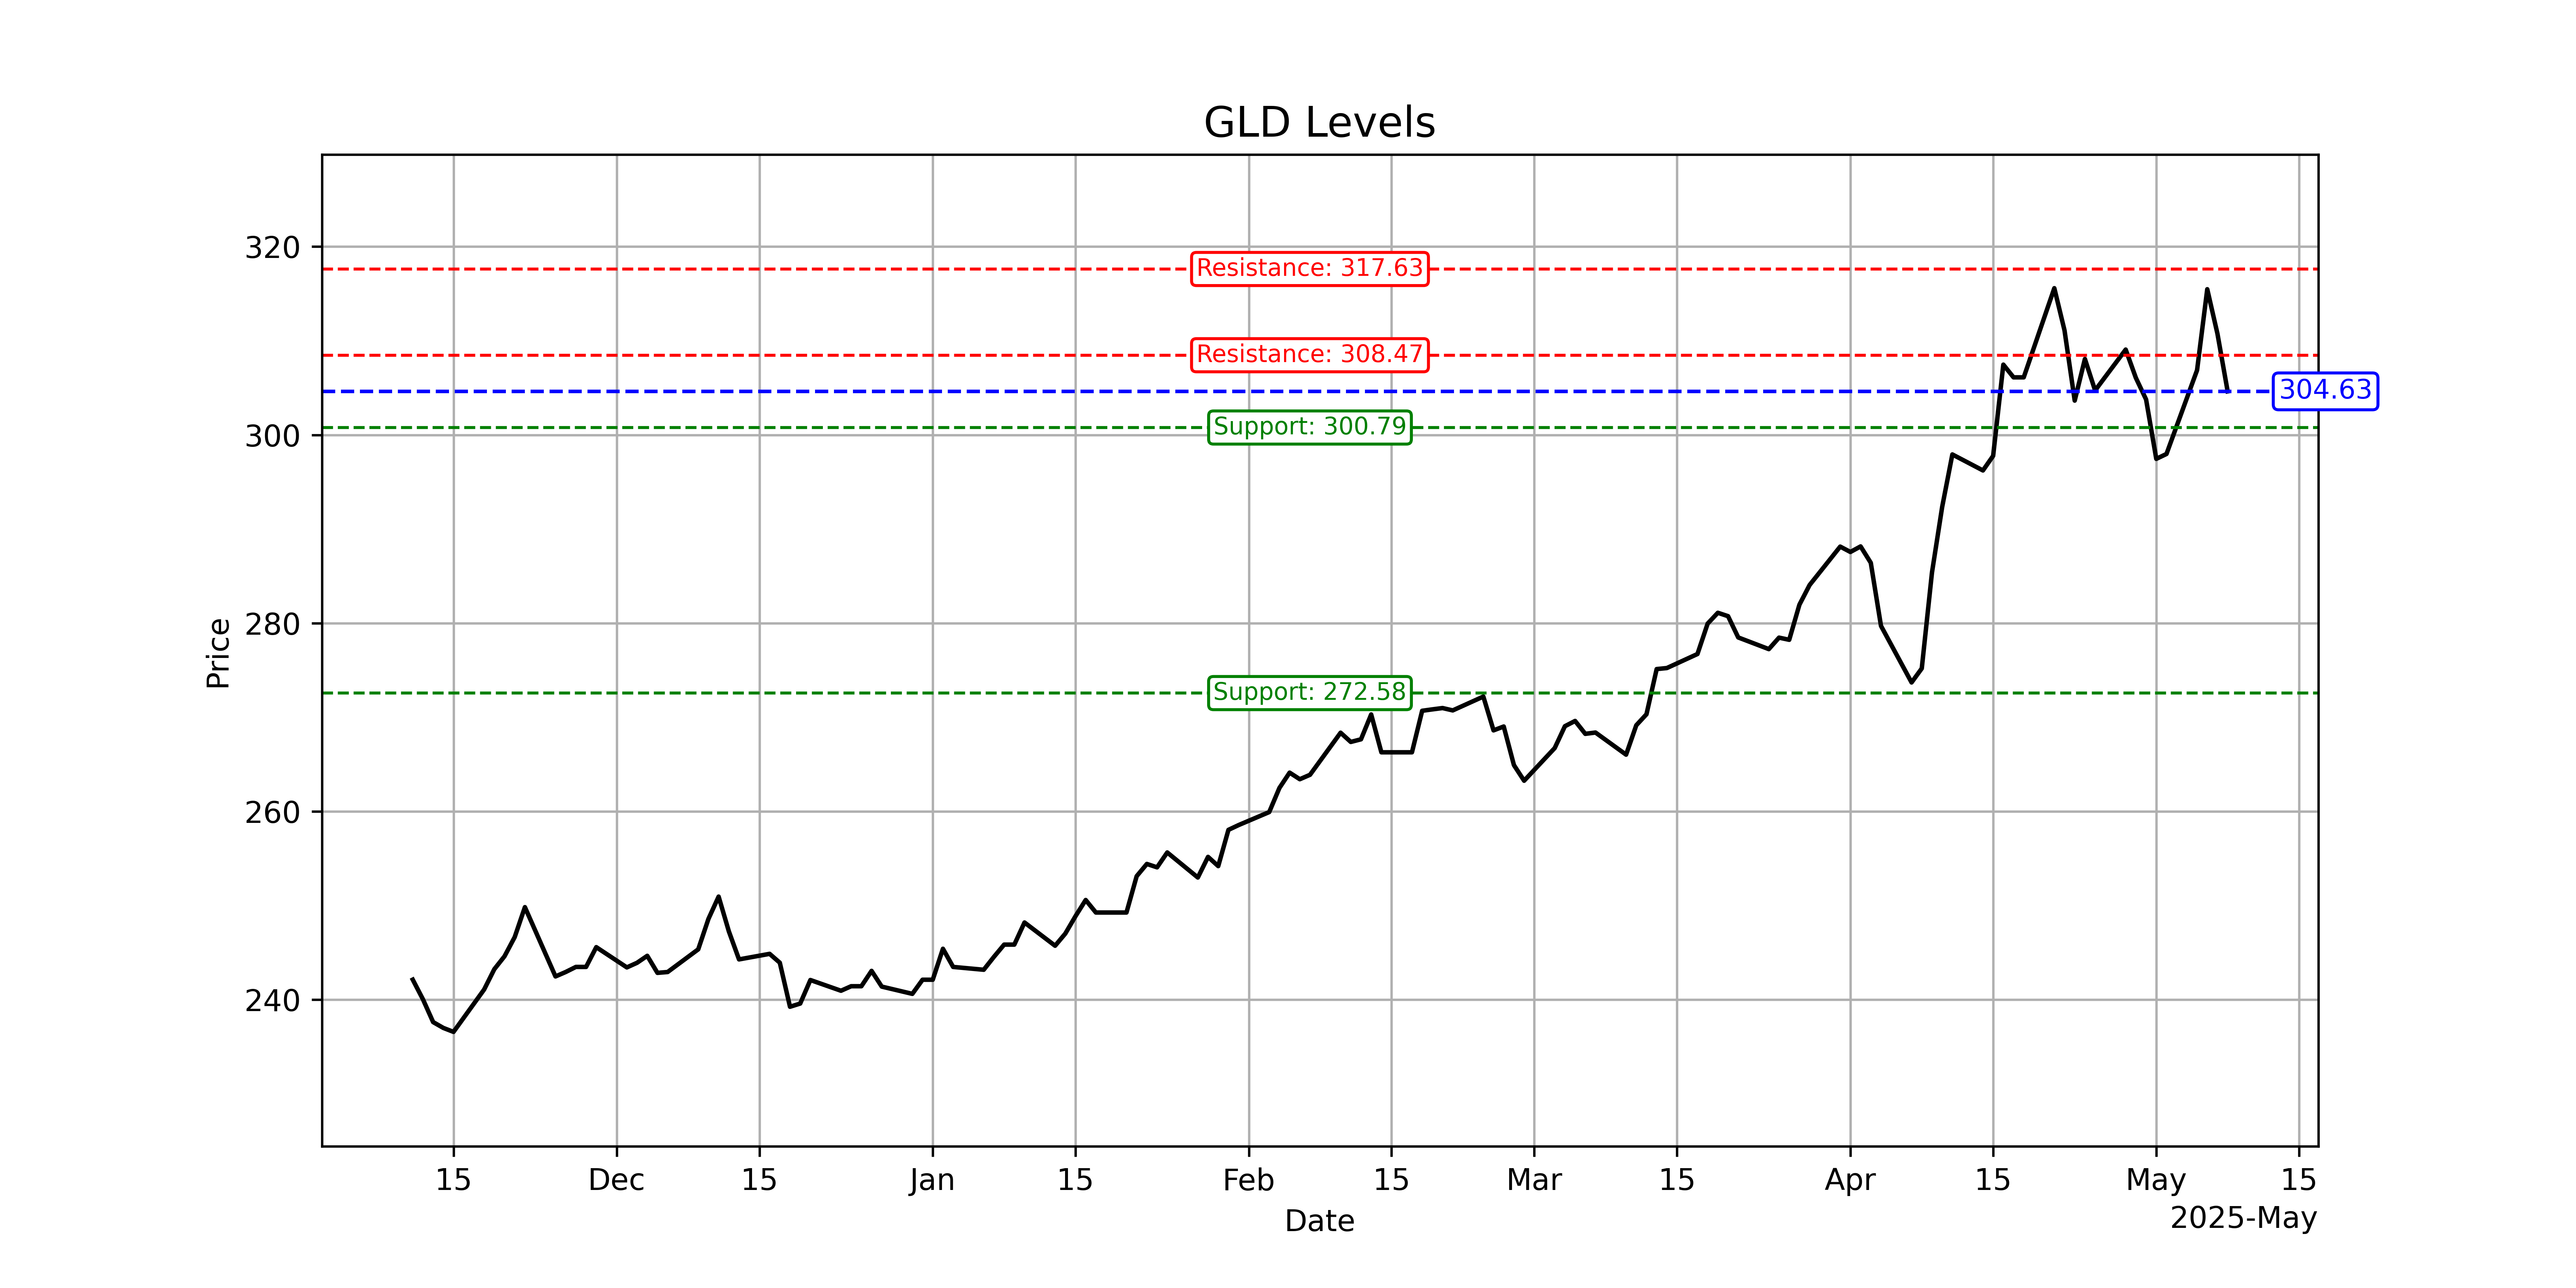 GLD Levels
320
Resistance: 317.63
Resistance: 308.47
304.63
Support: 300.79
300
280
Support: 272.58
260
240
Price
15 Dec 15 Jan 15 Feb 15 Mar 15 Apr 15 May 15
Date
2025-May